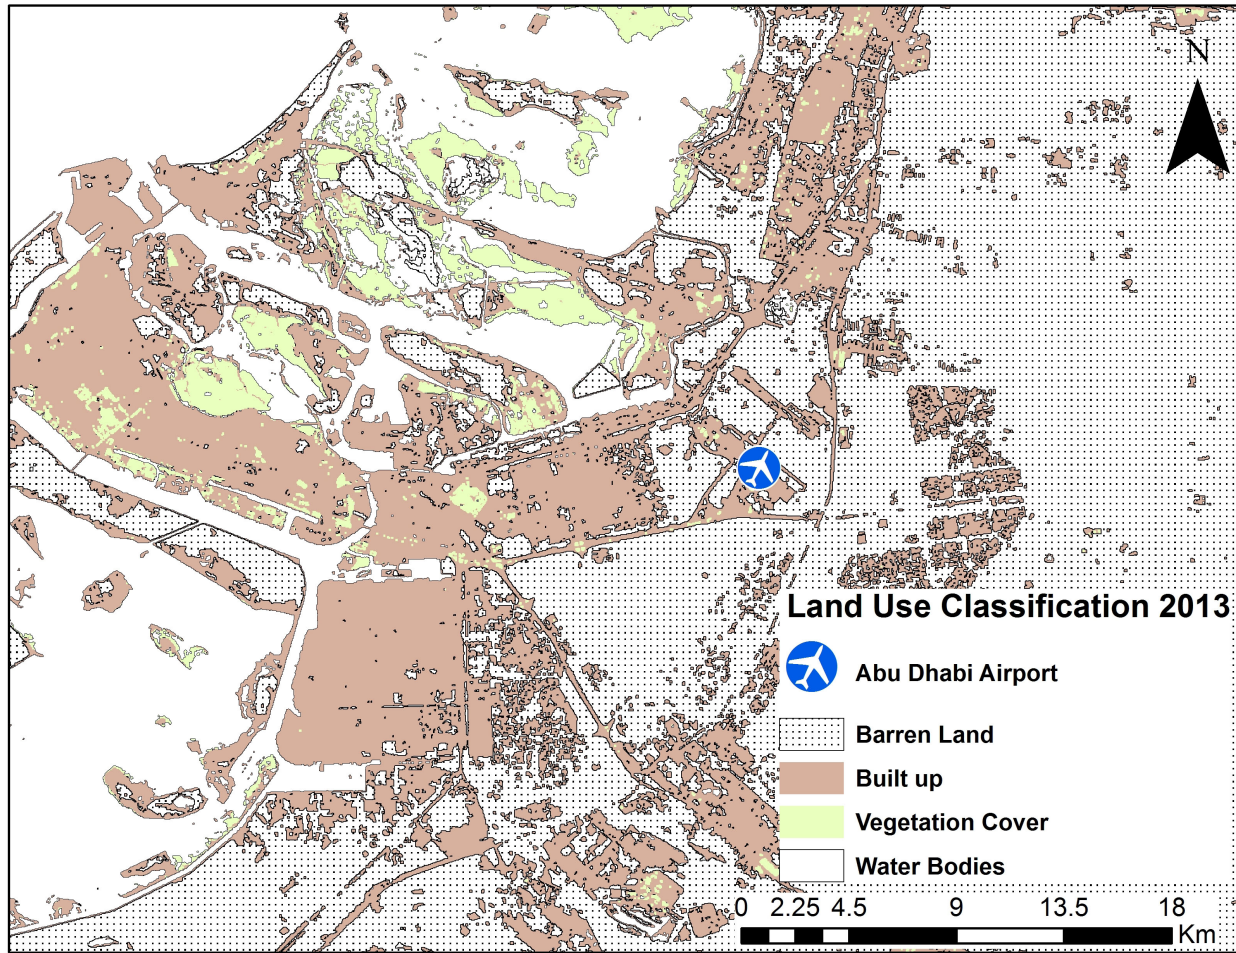 N
Land Use Classification 2013
Abu Dhabi Airport
Barren Land
Built up
Vegetation Cover
Water Bodies
0 2.25 4.5 9 13.5 18
Km